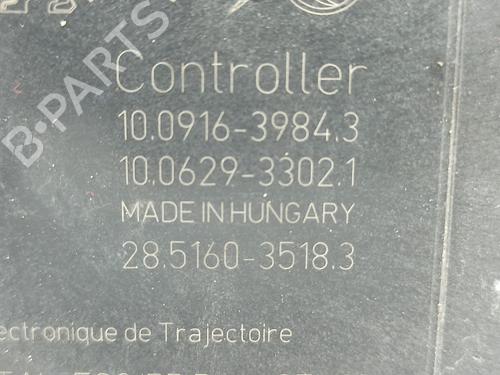 Controller
10.0916-3984.3
10.0629-3302.1
MADE IN HUNGARY
28.5160-3518.3
ectronique de Trajectoire
B-PARTS